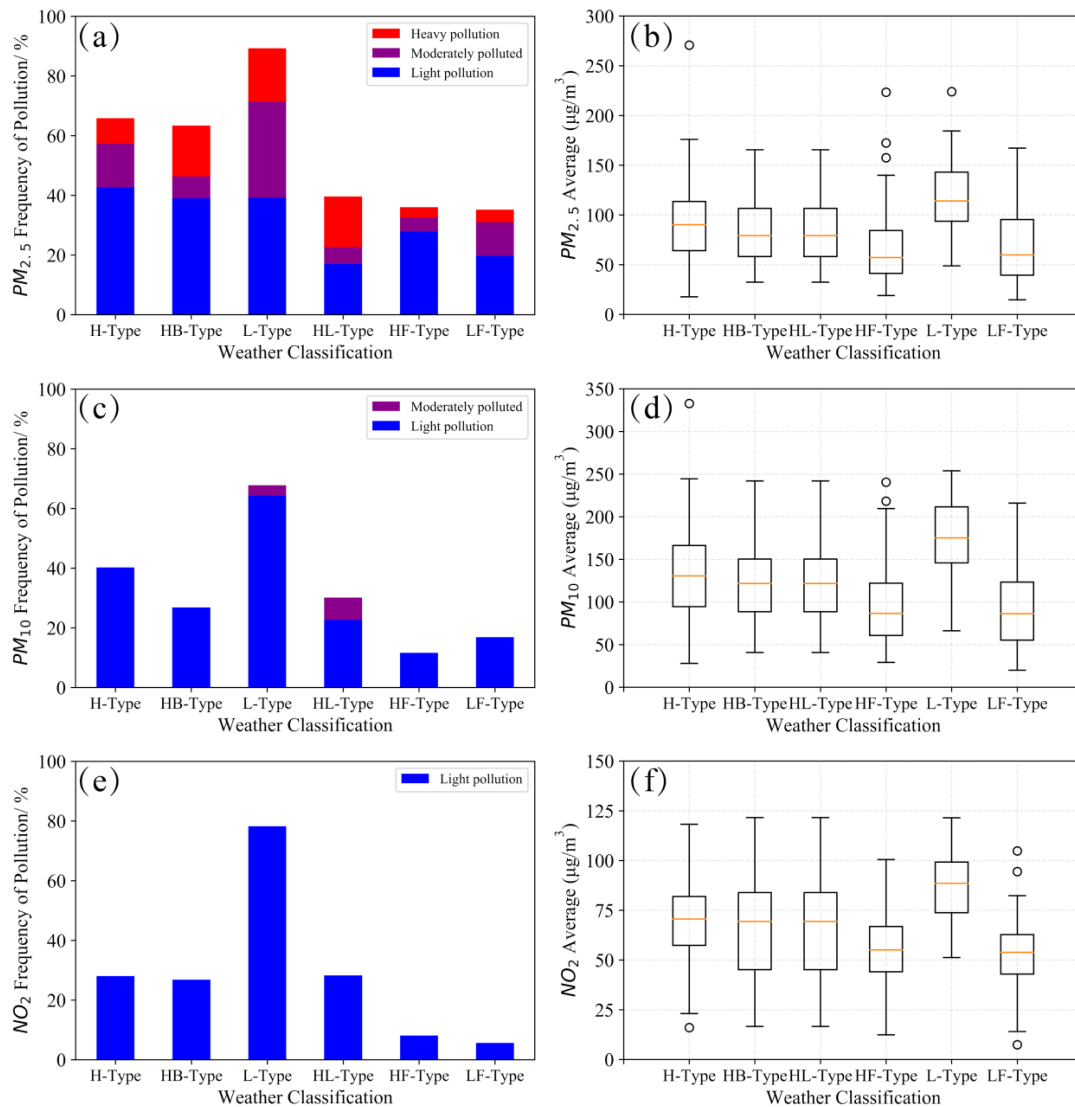 (a)
Heavy pollution
Moderately polluted
Light pollution
100
80
60
40
20
0
PM2.5 Frequency of Pollution/ %
H-Type HB-Type L-Type HL-Type HF-Type LF-Type
Weather Classification
(b)
300
250
200
150
100
50
0
PM2.5 Average (μg/m³)
H-Type HB-Type HL-Type HF-Type L-Type LF-Type
Weather Classification
(c)
Moderately polluted
Light pollution
100
80
60
40
20
0
PM10 Frequency of Pollution/ %
H-Type HB-Type L-Type HL-Type HF-Type LF-Type
Weather Classification
(d)
350
300
250
200
150
100
50
0
PM10 Average (μg/m³)
H-Type HB-Type HL-Type HF-Type L-Type LF-Type
Weather Classification
(e)
Light pollution
100
80
60
40
20
0
NO2 Frequency of Pollution/ %
H-Type HB-Type L-Type HL-Type HF-Type LF-Type
Weather Classification
(f)
150
125
100
75
50
25
0
NO2 Average (μg/m³)
H-Type HB-Type HL-Type HF-Type L-Type LF-Type
Weather Classification